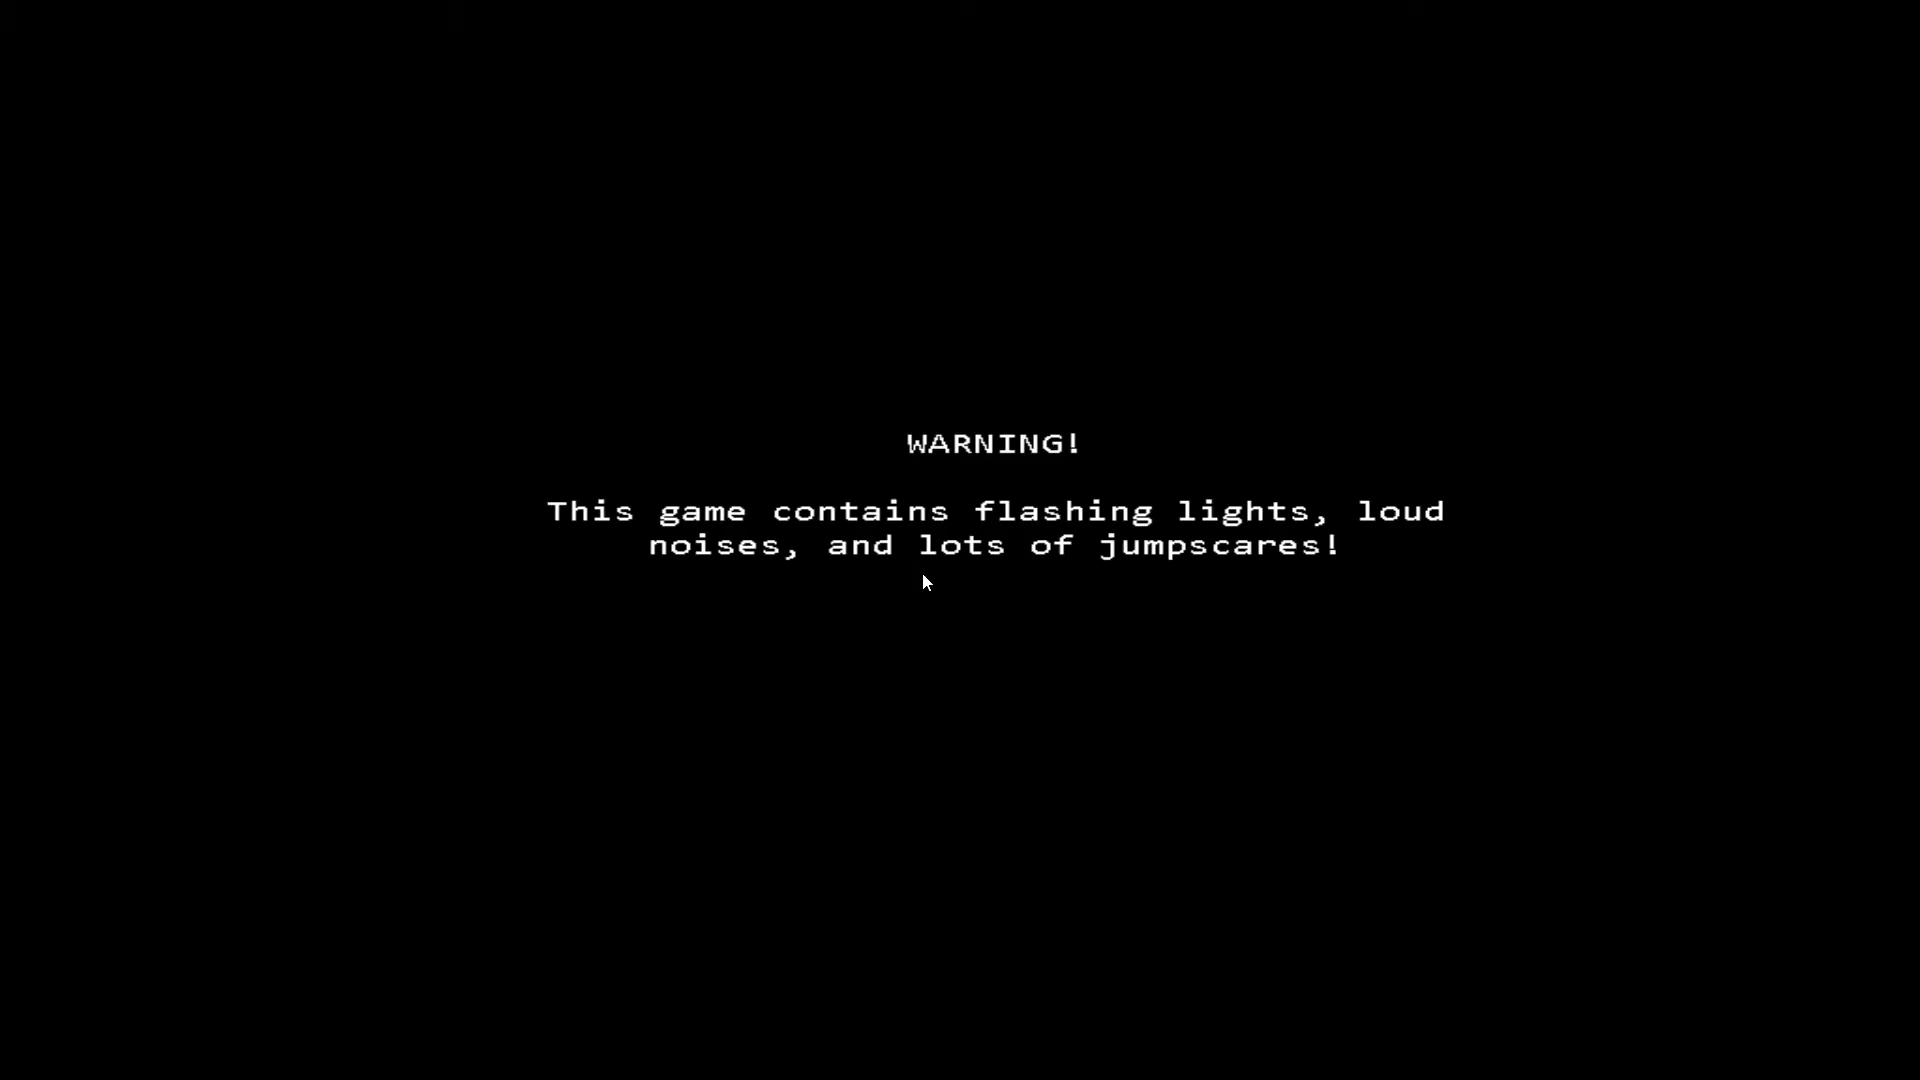 WARNING!
This game contains flashing lights, loud
noises, and lots of jumpscares!